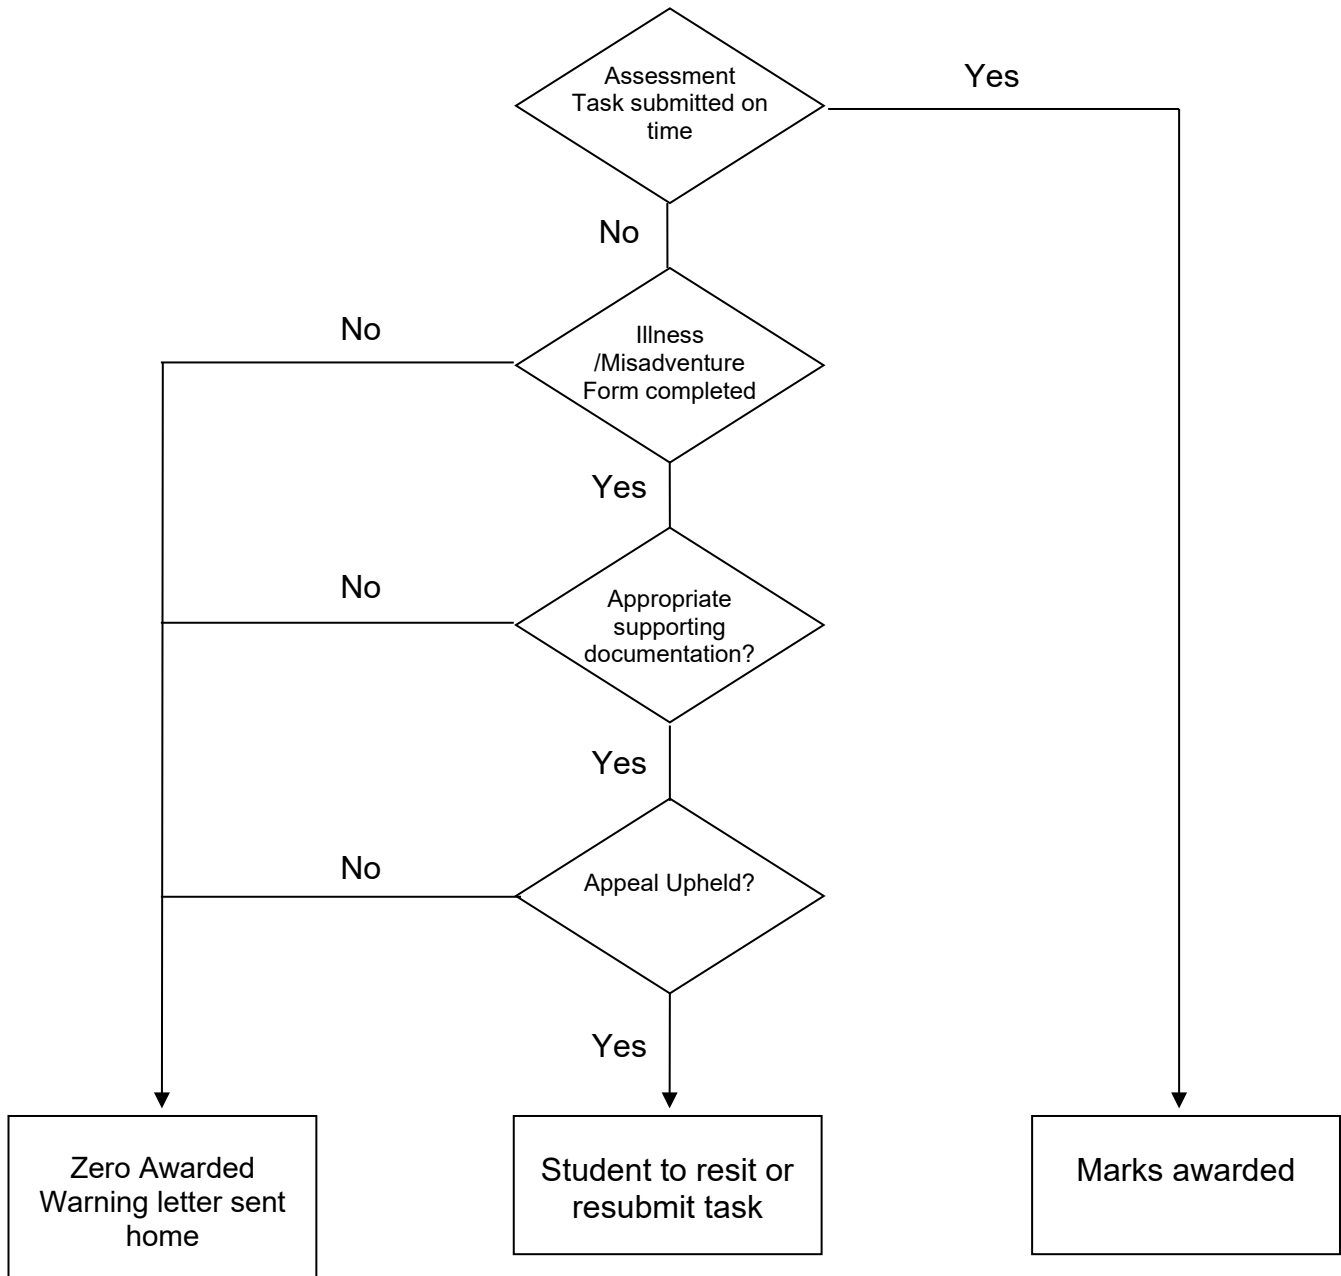 Assessment
Task submitted on
time
Yes
No
No
Illness
/Misadventure
Form completed
Yes
No
Appropriate
supporting
documentation?
Yes
No
Appeal Upheld?
Yes
Zero Awarded
Warning letter sent
home
Student to resit or
resubmit task
Marks awarded